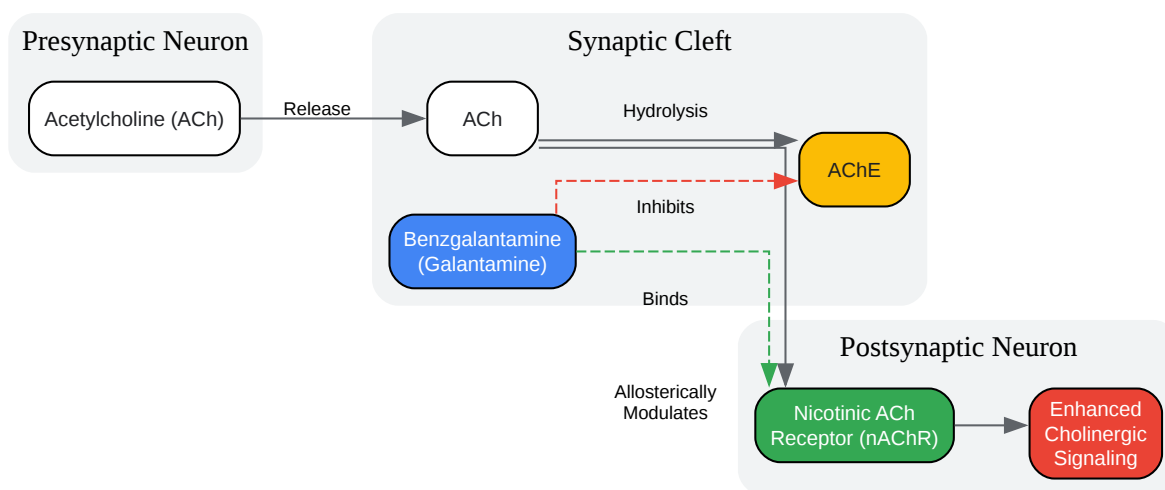 Presynaptic Neuron
Synaptic Cleft
Acetylcholine (ACh)
Release
ACh
Hydrolysis
AChE
Inhibits
Benzgalantamine
(Galantamine)
Binds
Postsynaptic Neuron
Allosterically
Modulates
Nicotinic ACh
Receptor (nAChR)
Enhanced
Cholinergic
Signaling